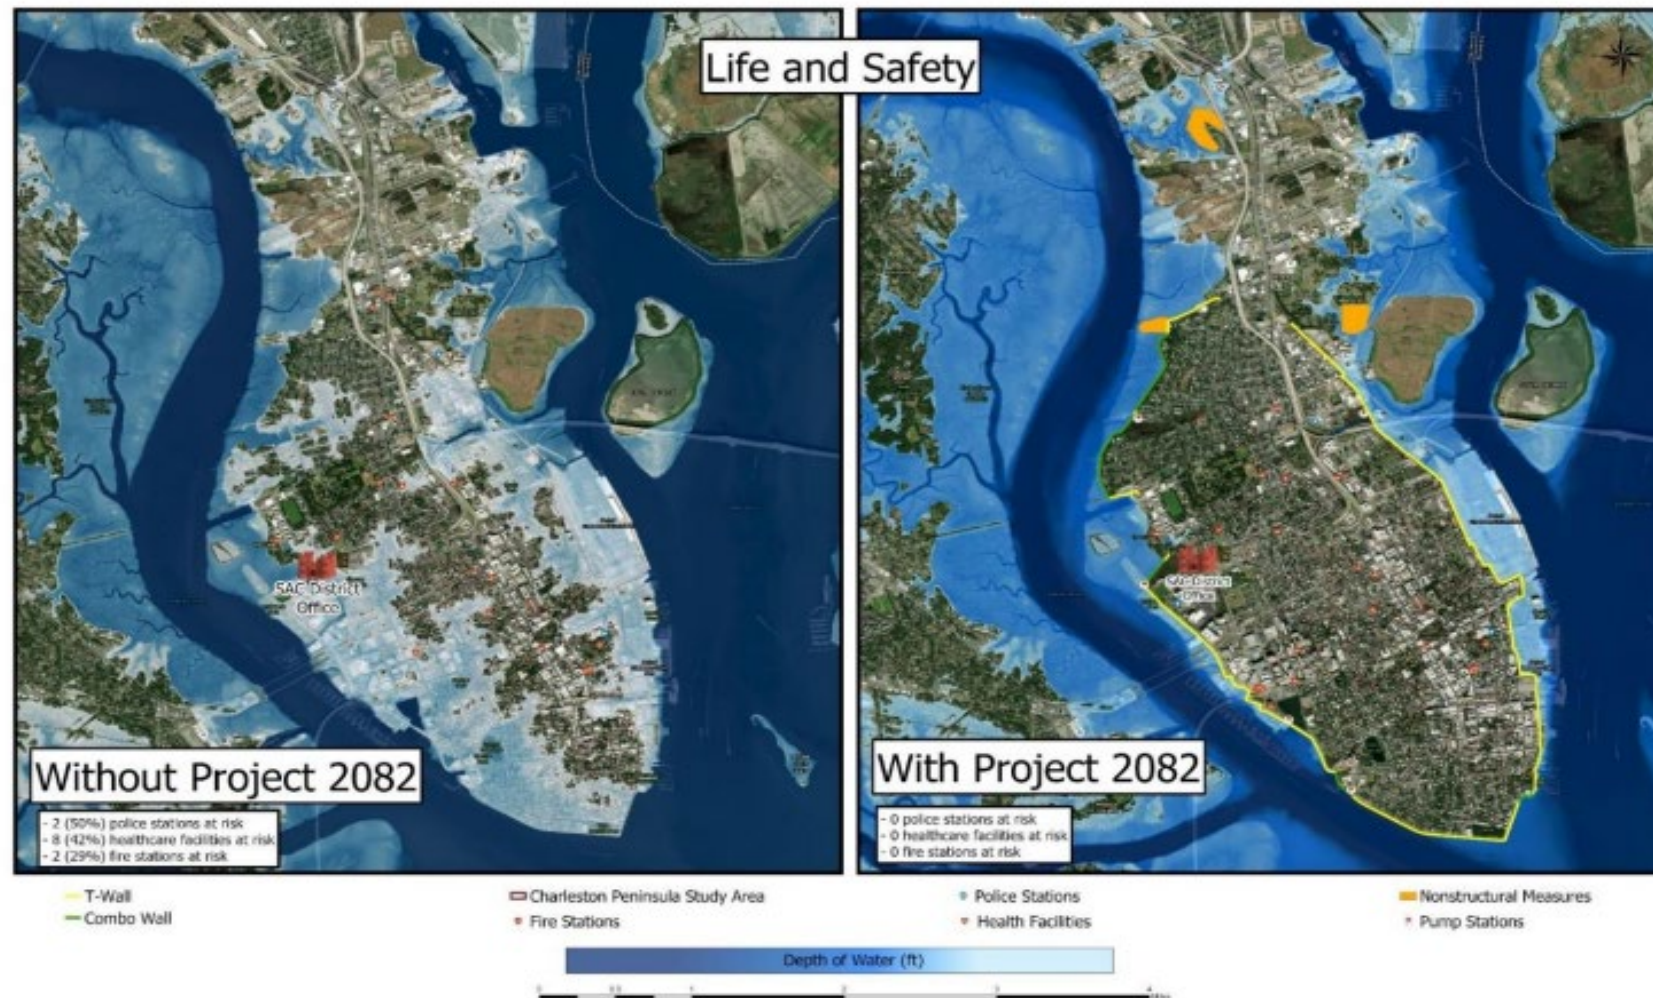 Life and Safety
SAC District
Office
Without Project 2082
- 2 (50%) police stations at risk
- 8 (42%) healthcare facilities at risk
- 2 (29%) fire stations at risk
SAC District
Office
With Project 2082
- 0 police stations at risk
- 0 healthcare facilities at risk
- 0 fire stations at risk
T-Wall
Combo Wall
Charleston Peninsula Study Area
Fire Stations
Police Stations
Health Facilities
Nonstructural Measures
Pump Stations
Depth of Water (ft)